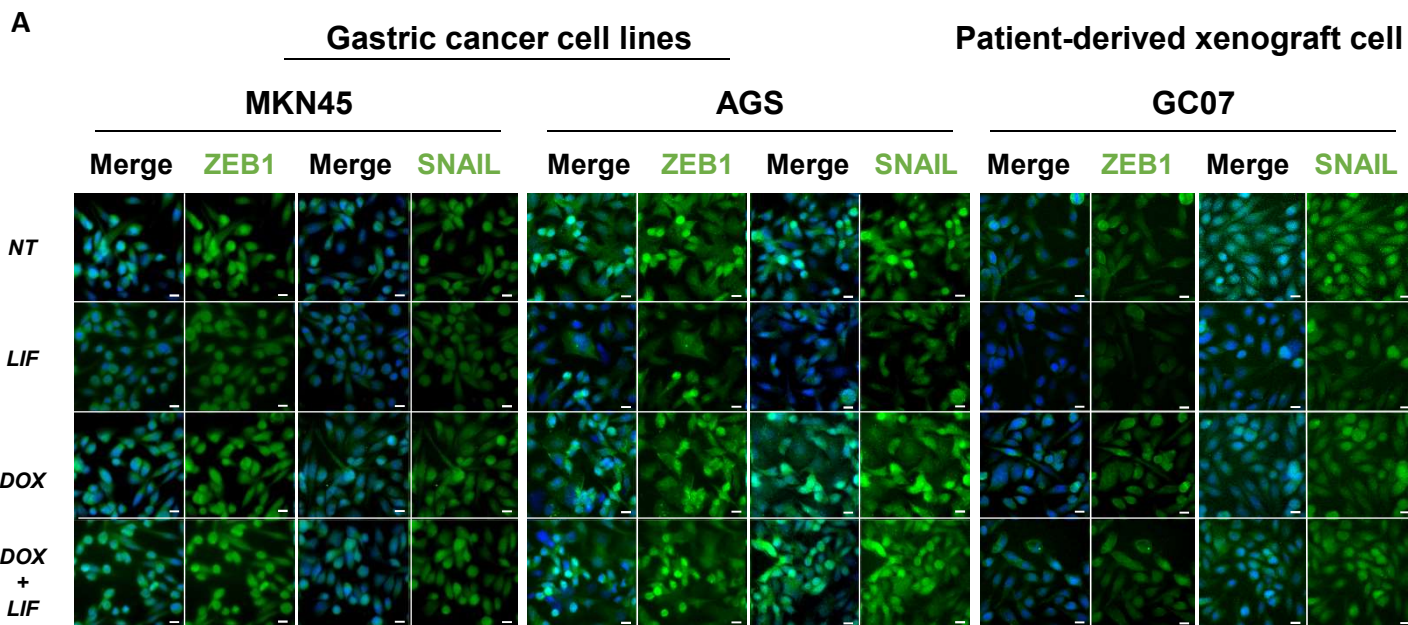 A
Gastric cancer cell lines
Patient-derived xenograft cell
MKN45
AGS
GC07
Merge ZEB1 Merge SNAIL Merge ZEB1 Merge SNAIL Merge ZEB1 Merge SNAIL
NT
LIF
DOX
DOX
+
LIF